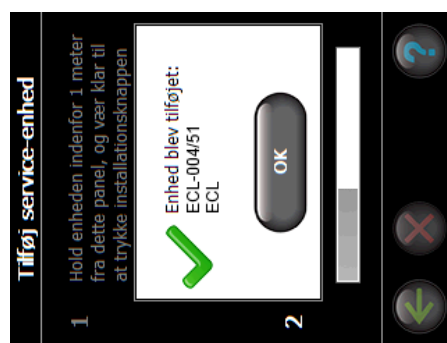 Tilføj service-enhed
1
Hold enheden indenfor 1 meter
fra dette panel, og vær klar til
at trykke installationsknappen
Enhed blev tilføjet:
ECL-004/51
ECL
OK
2
?